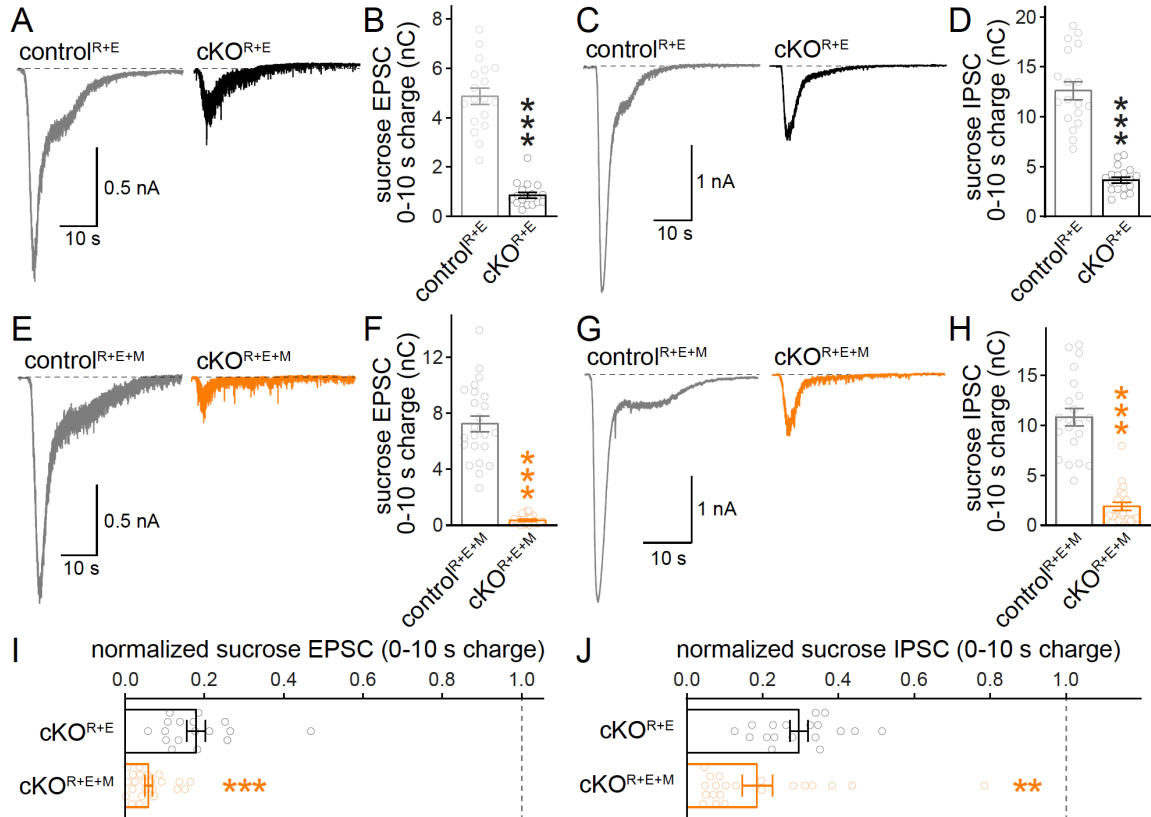 A
control^R+E
cKO^R+E
0.5 nA
10 s
B
sucrose EPSC
0-10 s charge (nC)
8
6
4
2
0
***
control^R+E
cKO^R+E
C
control^R+E
cKO^R+E
1 nA
10 s
D
sucrose IPSC
0-10 s charge (nC)
20
15
10
5
0
***
control^R+E
cKO^R+E
E
control^R+E+M
cKO^R+E+M
0.5 nA
10 s
F
sucrose EPSC
0-10 s charge (nC)
12
8
4
0
***
control^R+E+M
cKO^R+E+M
G
control^R+E+M
cKO^R+E+M
1 nA
10 s
H
sucrose IPSC
0-10 s charge (nC)
15
10
5
0
***
control^R+E+M
cKO^R+E+M
I
normalized sucrose EPSC (0-10 s charge)
0.0 0.2 0.4 0.6 0.8 1.0
cKO^R+E
cKO^R+E+M
***
J
normalized sucrose IPSC (0-10 s charge)
0.0 0.2 0.4 0.6 0.8 1.0
cKO^R+E
cKO^R+E+M
**